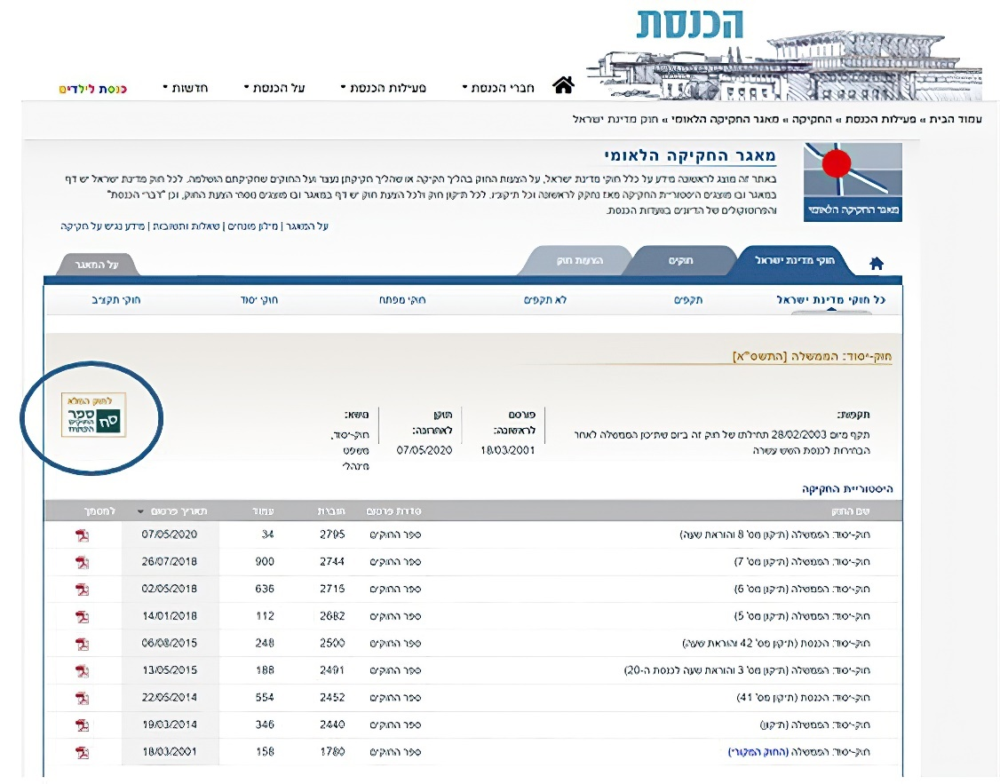 הכנסת
חברי הכנסת
פעילות הכנסת
על הכנסת
חדשות
כנסת לילדים
עמוד הבית » פעילות הכנסת » החקיקה » מאגר החקיקה הלאומי » חוק מדינת ישראל
מאגר החקיקה הלאומי
מאגר החקיקה הלאומי
באתר זה מוצג לראשונה מידע על כלל חוקי מדינת ישראל, על הצעות החוק בהליך חקיקה או שהליך חקיקתן נעצר ועל החוקים שחקיקתם הושלמה. לכל חוק מדינת ישראל יש דף
במאגר ובו מוצגים היסטוריית החקיקה מאז נחקק לראשונה וכל תיקוניו. לכל תיקון חוק ולכל הצעת חוק יש דף במאגר ובו מוצגים נוסחי הצעת החוק, וכן "דברי הכנסת"
והפרוטוקולים של הדיונים בוועדות הכנסת.
על המאגר | מילון מונחים | שאלות ותשובות | מידע נגיש על חקיקה
חוקי מדינת ישראל
חוקים
הצעות חוק
על המאגר
כל חוקי מדינת ישראל
תקפים
לא תקפים
חוקי מפתח
חוקי יסוד
חוקי תקציב
חוק-יסוד: הממשלה [התשס"א]
לחוק המלא
ספר
החוקים
הפתוח
סח
תקפות:
תקף מיום 28/02/2003 תחילתו של חוק זה ביום שתיכון הממשלה לאחר
הבחירות לכנסת השש עשרה
פורסם
לראשונה:
18/03/2001
תוקן
לאחרונה:
07/05/2020
נושא:
חוק-יסוד,
משפט
מינהלי
היסטוריית החקיקה
שם החוק סדרת פרסום חוברת עמוד תאריך פרסום למסמך
חוק-יסוד: הממשלה (תיקון מס' 8 והוראת שעה) ספר החוקים 2795 34 07/05/2020
חוק-יסוד: הממשלה (תיקון מס' 7) ספר החוקים 2744 900 26/07/2018
חוק-יסוד: הממשלה (תיקון מס' 6) ספר החוקים 2715 636 02/05/2018
חוק-יסוד: הממשלה (תיקון מס' 5) ספר החוקים 2682 112 14/01/2018
חוק-יסוד: הכנסת (תיקון מס' 42 והוראת שעה) ספר החוקים 2500 248 06/08/2015
חוק-יסוד: הממשלה (תיקון מס' 3 והוראת שעה לכנסת ה-20) ספר החוקים 2491 188 13/05/2015
חוק-יסוד: הכנסת (תיקון מס' 41) ספר החוקים 2452 554 22/05/2014
חוק-יסוד: הממשלה (תיקון) ספר החוקים 2440 346 19/03/2014
חוק-יסוד: הממשלה (החוק המקורי) ספר החוקים 1780 158 18/03/2001